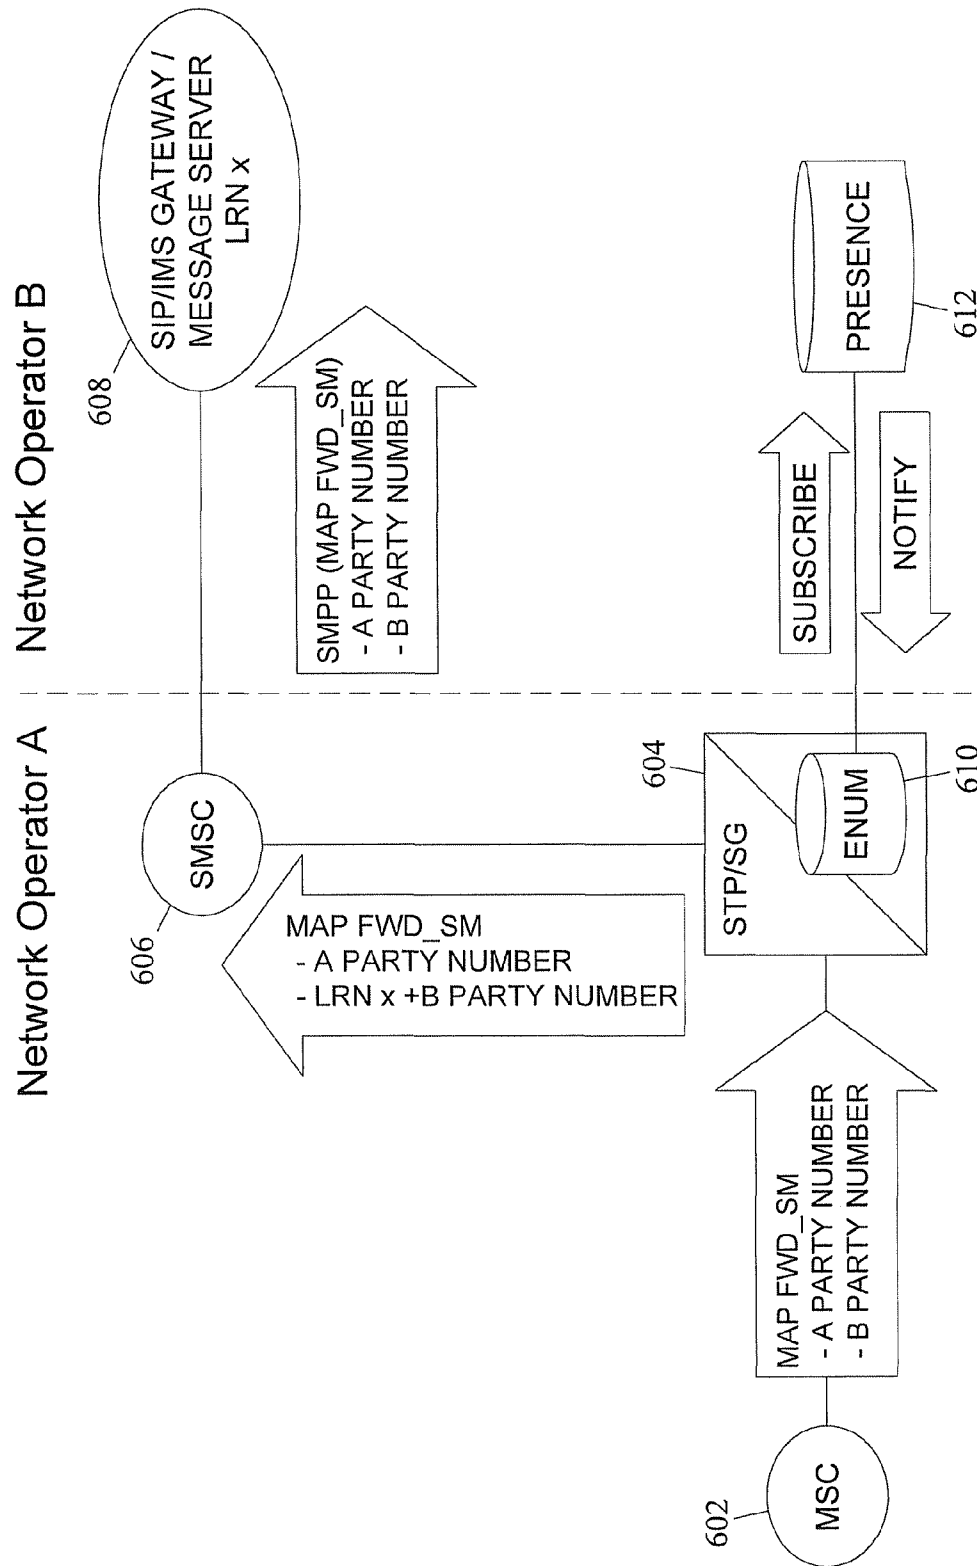 Network Operator A
Network Operator B
606
SMSC
608
SIP/IMS GATEWAY /
MESSAGE SERVER
LRN x
MAP FWD_SM
- A PARTY NUMBER
- LRN x +B PARTY NUMBER
SMPP (MAP FWD_SM)
- A PARTY NUMBER
- B PARTY NUMBER
602
MSC
MAP FWD_SM
- A PARTY NUMBER
- B PARTY NUMBER
604
STP/SG
ENUM
610
SUBSCRIBE
NOTIFY
PRESENCE
612